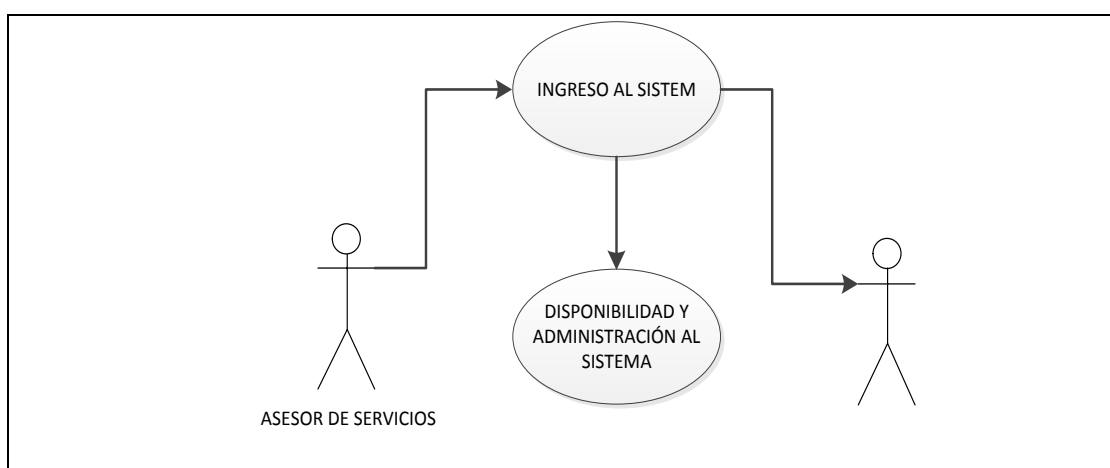 INGRESO AL SISTEM
DISPONIBILIDAD Y
ADMINISTRACIÓN AL
SISTEMA
ASESOR DE SERVICIOS